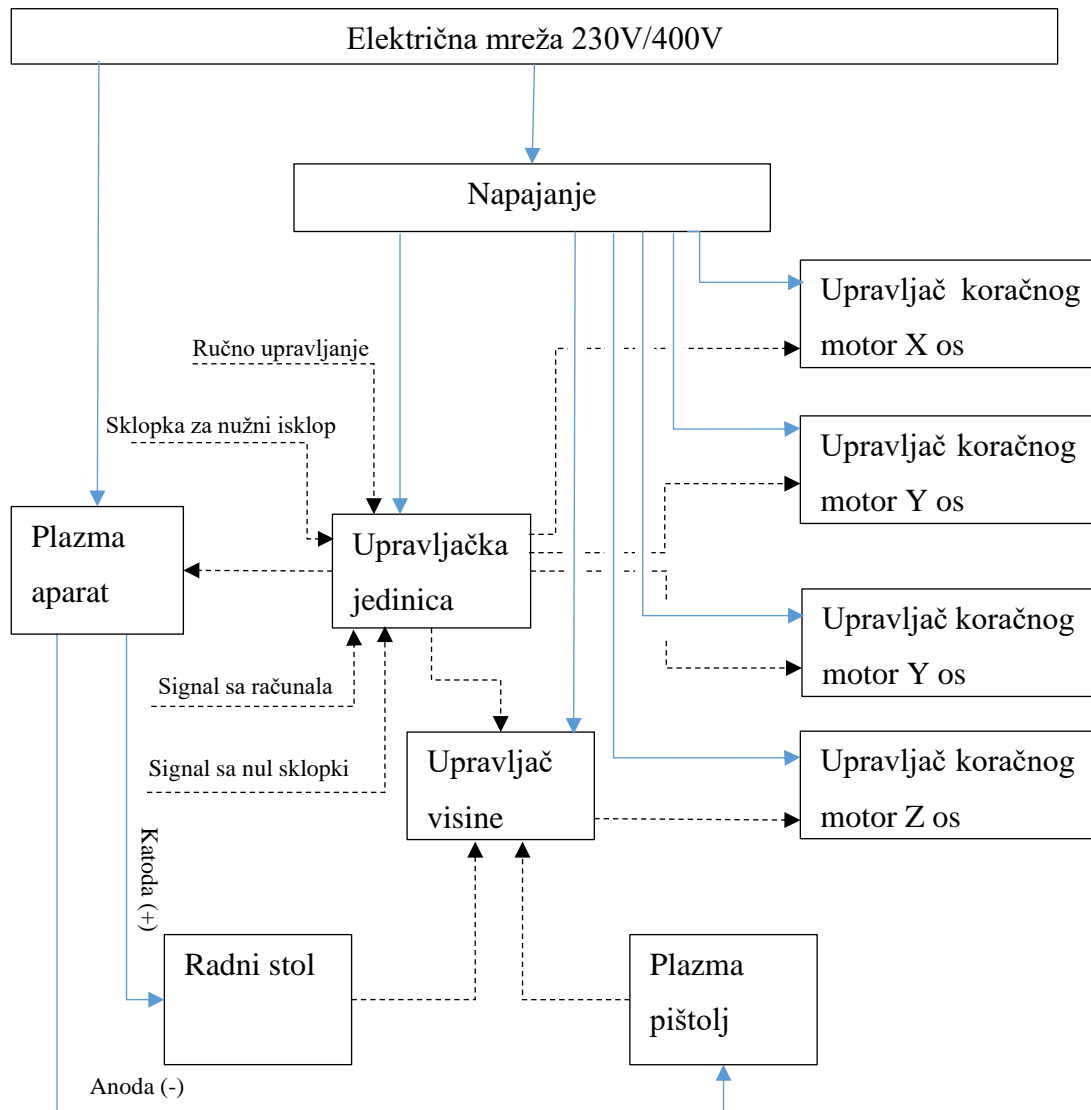 Električna mreža 230V/400V
Napajanje
Upravljač koračnog
motor X os
Ručno upravljanje
Sklopka za nužni isklop
Upravljač koračnog
motor Y os
Plazma
aparat
Upravljačka
jedinica
Upravljač koračnog
motor Y os
Signal sa računala
Signal sa nul sklopki
Upravljač
visine
Upravljač koračnog
motor Z os
Katoda (+)
Radni stol
Plazma
pištolj
Anoda (-)